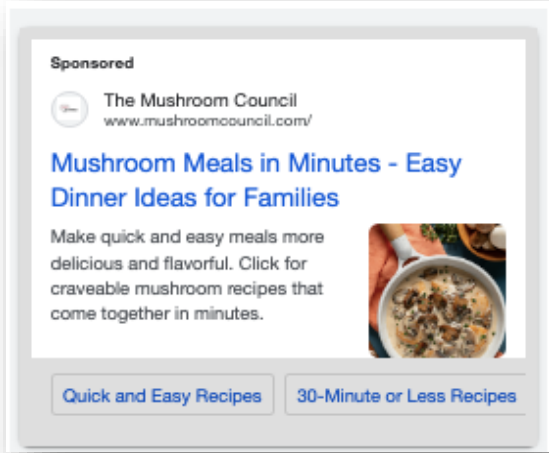 Sponsored
The Mushroom Council
www.mushroomcouncil.com/
Mushroom Meals in Minutes - Easy
Dinner Ideas for Families
Make quick and easy meals more
delicious and flavorful. Click for
craveable mushroom recipes that
come together in minutes.
Quick and Easy Recipes
30-Minute or Less Recipes